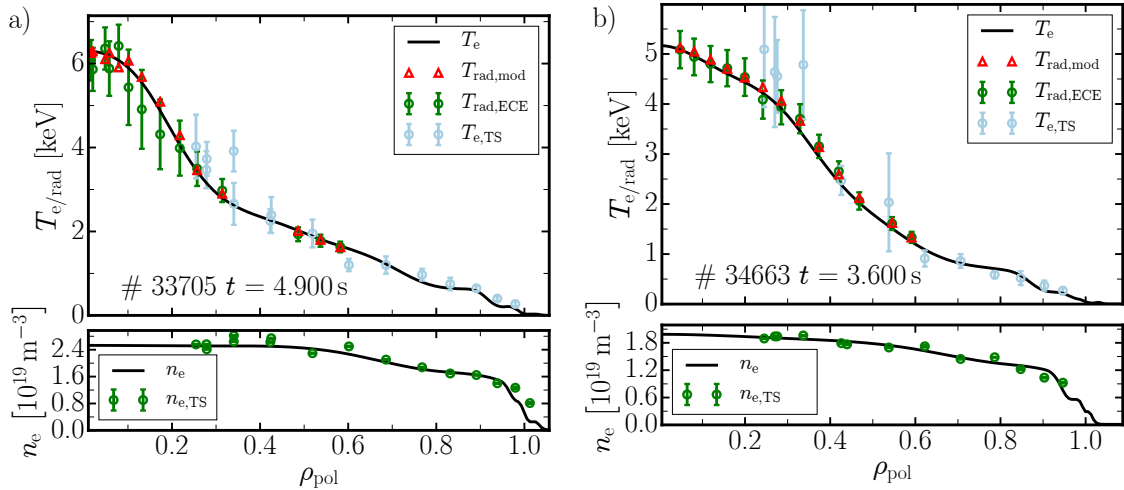 a)
T_e/rad [keV]
6
4
2
0
T_e
T_rad,mod
T_rad,ECE
T_e,TS
# 33705 t = 4.900 s
n_e [10^19 m^−3]
2.4
1.6
0.8
0.0
n_e
n_e,TS
0.2 0.4 0.6 0.8 1.0
ρ_pol
b)
T_e/rad [keV]
5
4
3
2
1
0
T_e
T_rad,mod
T_rad,ECE
T_e,TS
# 34663 t = 3.600 s
n_e [10^19 m^−3]
1.8
1.2
0.6
0.0
n_e
n_e,TS
0.2 0.4 0.6 0.8 1.0
ρ_pol